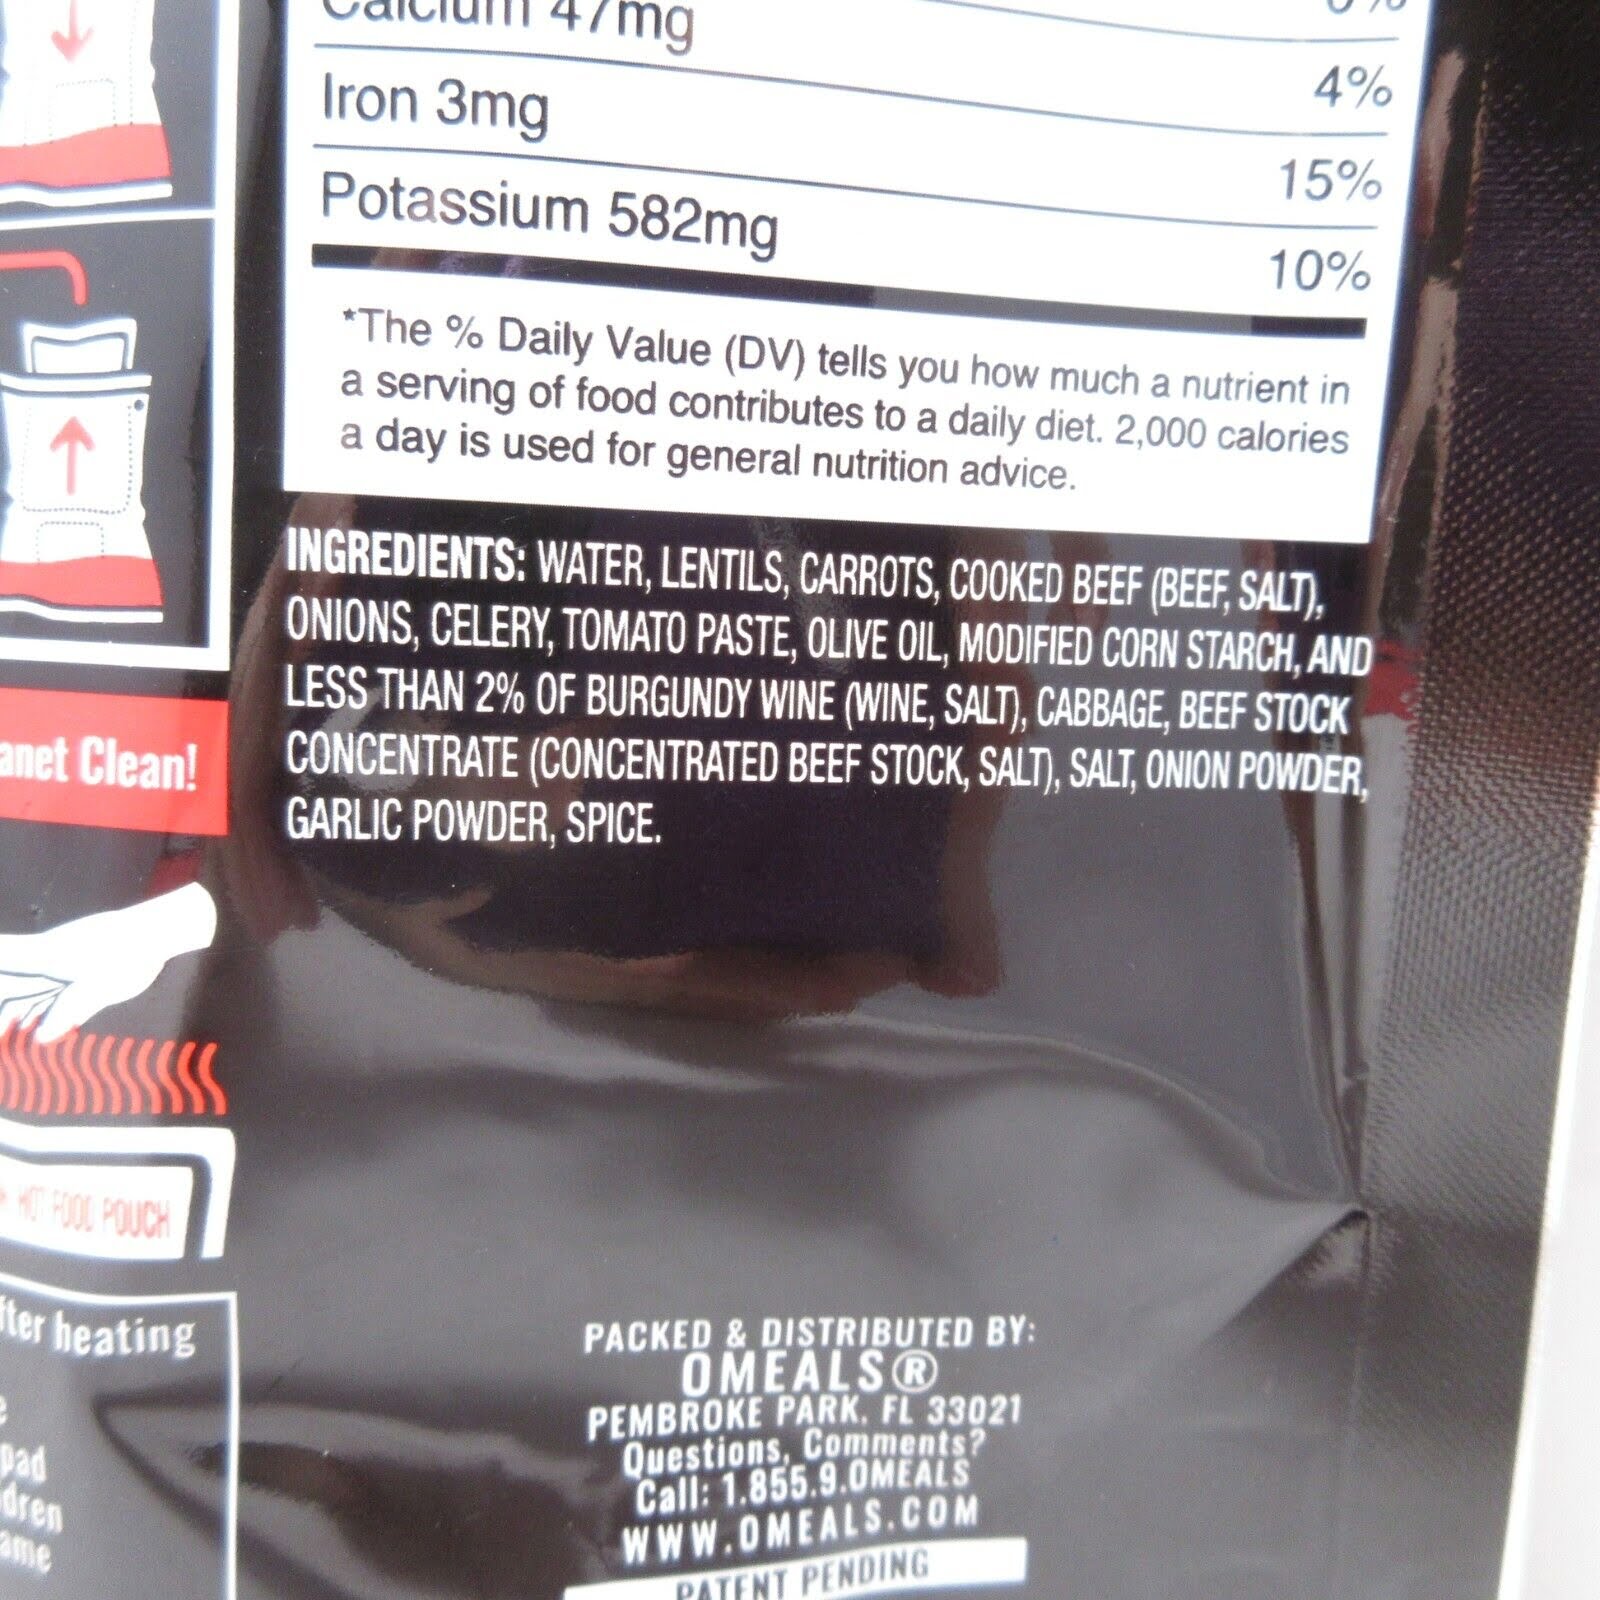 Calcium 47mg
4%
Iron 3mg
15%
Potassium 582mg
10%
*The % Daily Value (DV) tells you how much a nutrient in
a serving of food contributes to a daily diet. 2,000 calories
a day is used for general nutrition advice.
INGREDIENTS: WATER, LENTILS, CARROTS, COOKED BEEF (BEEF, SALT),
ONIONS, CELERY, TOMATO PASTE, OLIVE OIL, MODIFIED CORN STARCH, AND
LESS THAN 2% OF BURGUNDY WINE (WINE, SALT), CABBAGE, BEEF STOCK
CONCENTRATE (CONCENTRATED BEEF STOCK, SALT), SALT, ONION POWDER,
GARLIC POWDER, SPICE.
Clean!
HOT FOOD POUCH
heating
pad
PACKED & DISTRIBUTED BY:
OMEALS®
PEMBROKE PARK, FL 33021
Questions, Comments?
Call: 1.855.9.OMEALS
WWW.OMEALS.COM
PATENT PENDING